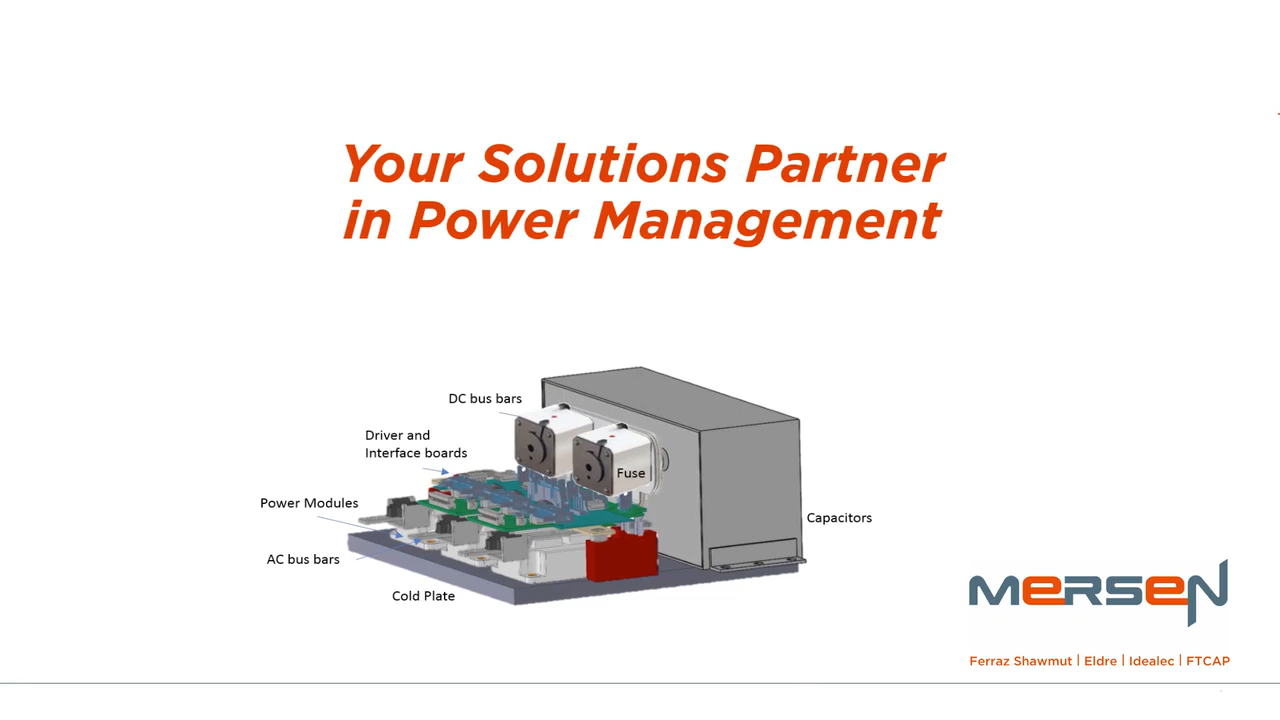 Your Solutions Partner
in Power Management
DC bus bars
Driver and
Interface boards
Fuse
Power Modules
Capacitors
AC bus bars
Cold Plate
MERSEN
Ferraz Shawmut | Eldre | Idealec | FTCAP